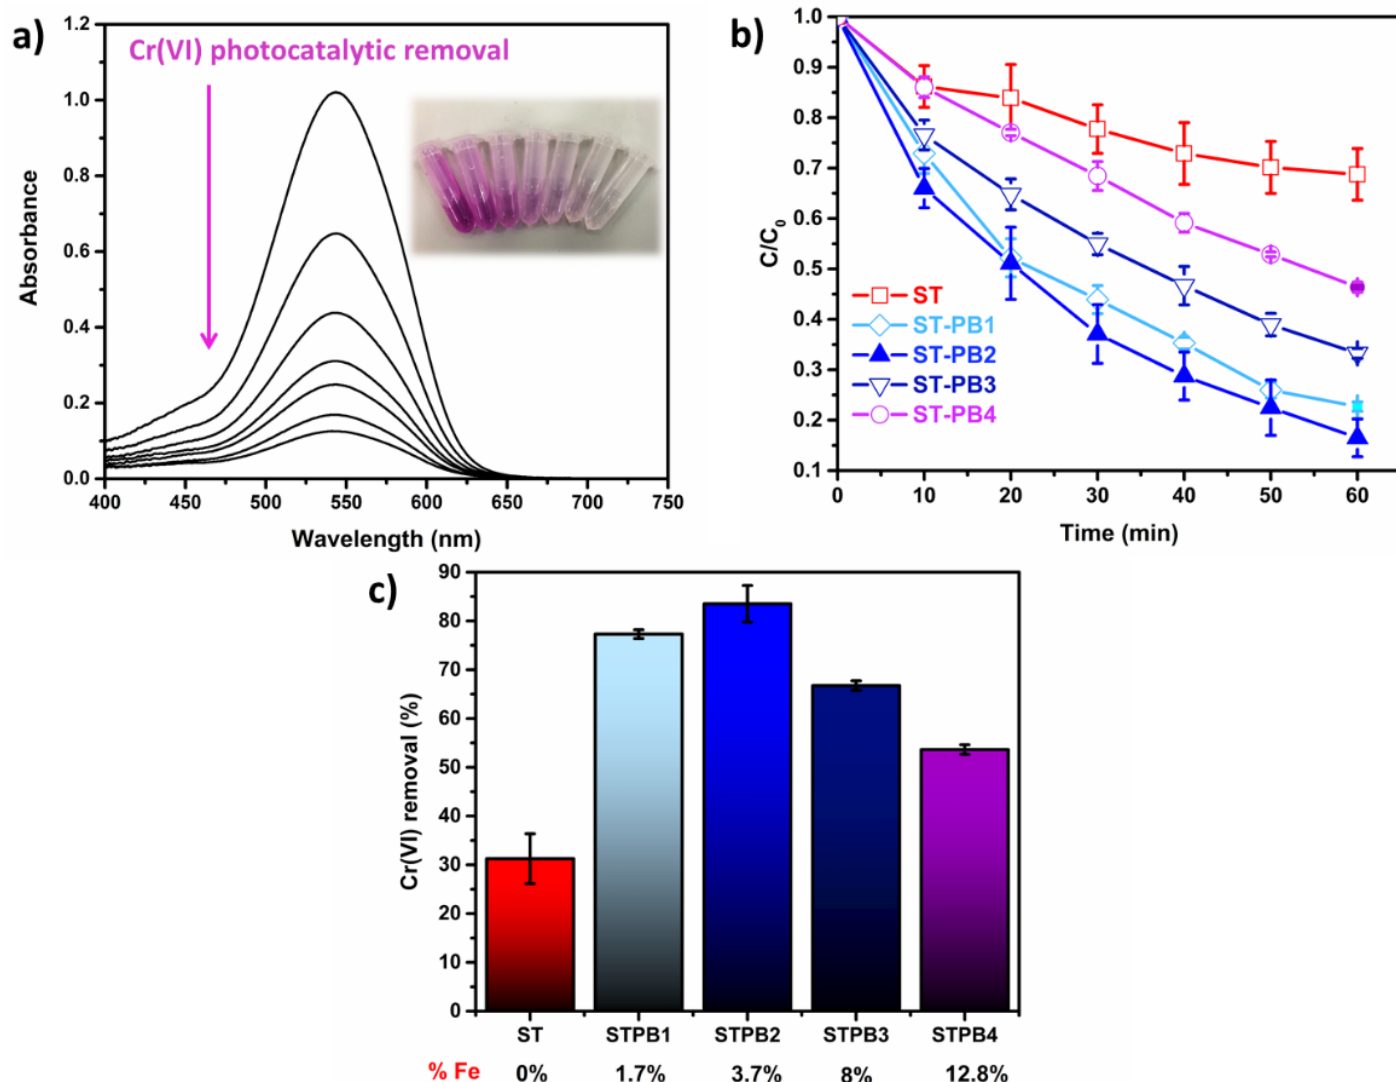 a)
Cr(VI) photocatalytic removal
1.2
1.0
0.8
0.6
0.4
0.2
0.0
Absorbance
400 450 500 550 600 650 700 750
Wavelength (nm)
b)
1.0
0.9
0.8
0.7
0.6
0.5
0.4
0.3
0.2
0.1
C/C₀
ST
ST-PB1
ST-PB2
ST-PB3
ST-PB4
0 10 20 30 40 50 60
Time (min)
c)
90
80
70
60
50
40
30
20
10
0
Cr(VI) removal (%)
ST STPB1 STPB2 STPB3 STPB4
% Fe 0% 1.7% 3.7% 8% 12.8%